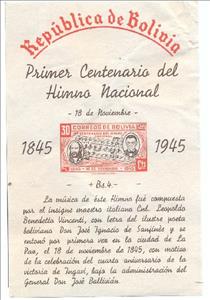 República de Bolivia
Primer Centenario del
Himno Nacional
- 18 de Noviembre -
1845 1945
CORREOS DE BOLIVIA
30 Cts
- Bs. 4.-
La música de éste Himno fué compuesta
por el insigne maestro italiano Cnl. Leopoldo
Benedetto Vincenti, con letra del ilustre poeta
boliviano Don José Ignacio de Sanjinés y se
entonó por primera vez en la ciudad de La
Paz, el 18 de noviembre de 1845, con motivo
de la celebración del cuarto aniversario de la
victoria de Ingavi, bajo la administración del
General Don José Ballivián